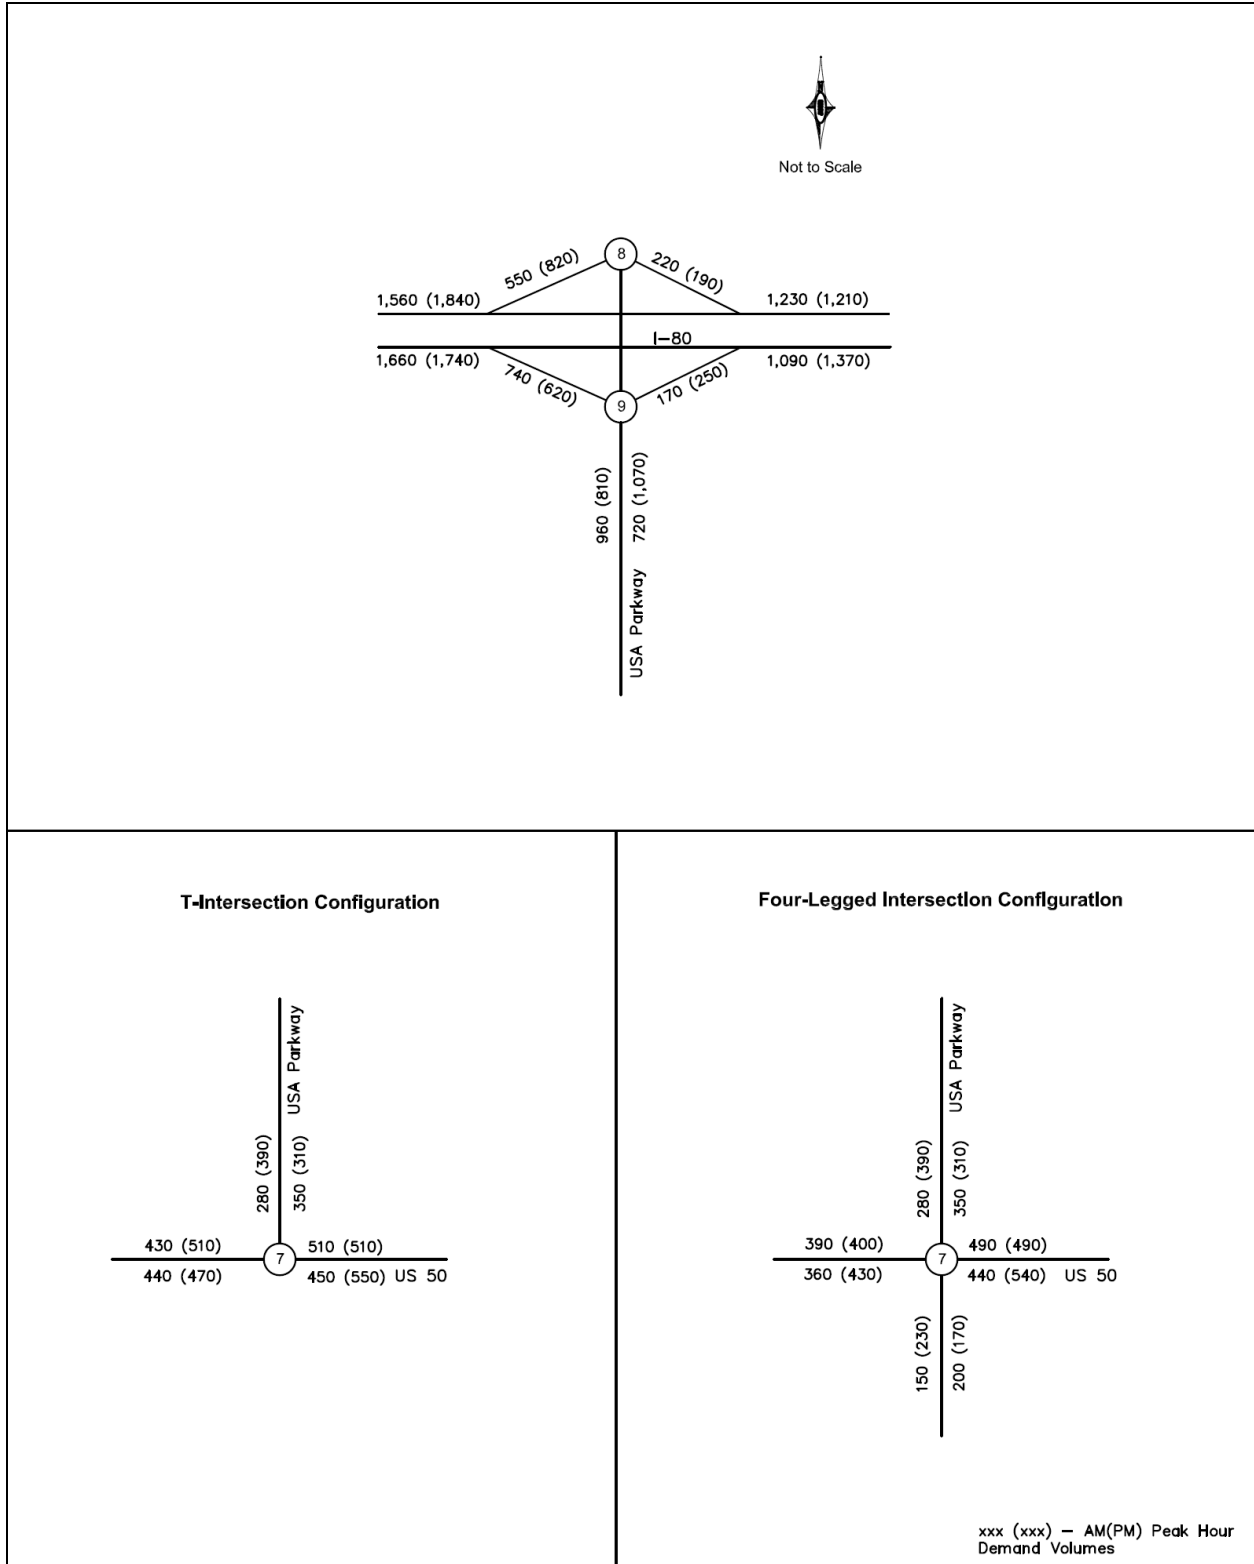 Not to Scale
8
550 (820)
220 (190)
1,560 (1,840)
1,230 (1,210)
I-80
1,660 (1,740)
1,090 (1,370)
740 (620)
170 (250)
9
960 (810)
720 (1,070)
USA Parkway
T-Intersection Configuration
USA Parkway
280 (390)
350 (310)
430 (510)
510 (510)
7
440 (470)
450 (550) US 50
Four-Legged Intersection Configuration
USA Parkway
280 (390)
350 (310)
390 (400)
490 (490)
7
360 (430)
440 (540) US 50
150 (230)
200 (170)
xxx (xxx) – AM(PM) Peak Hour
Demand Volumes